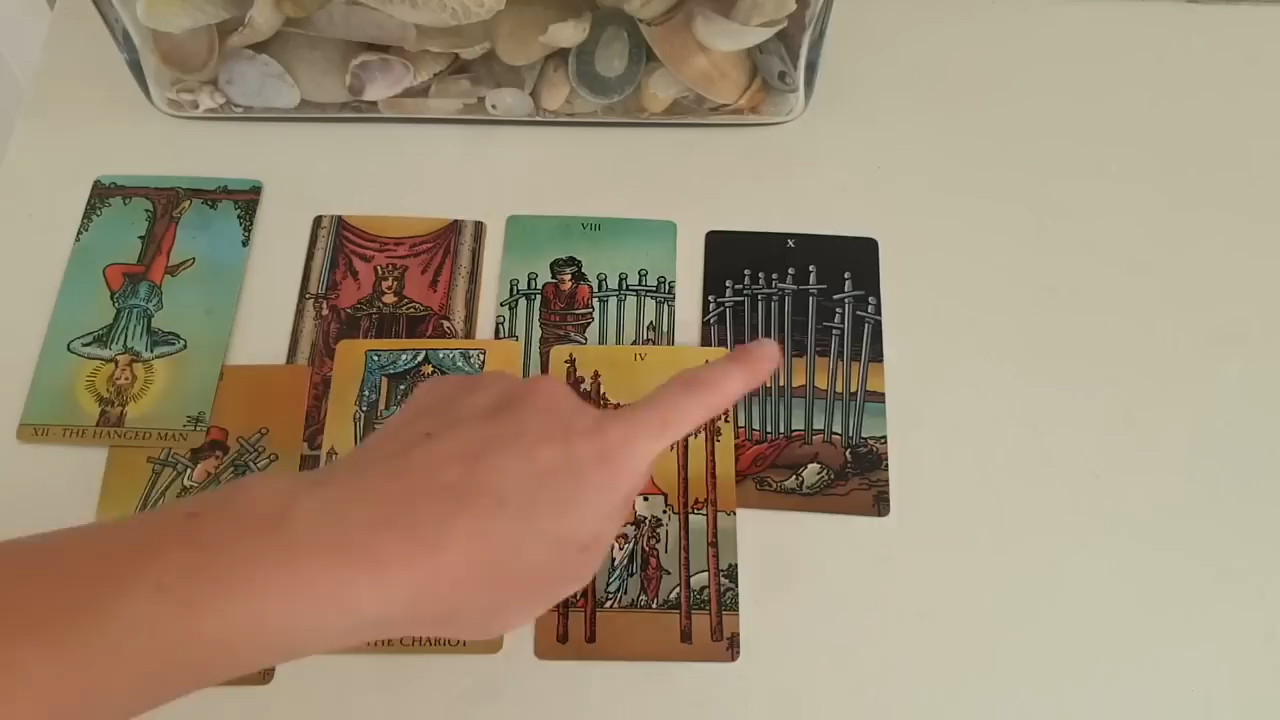 VIII
X
XII - THE HANGED MAN
IV
THE CHARIOT